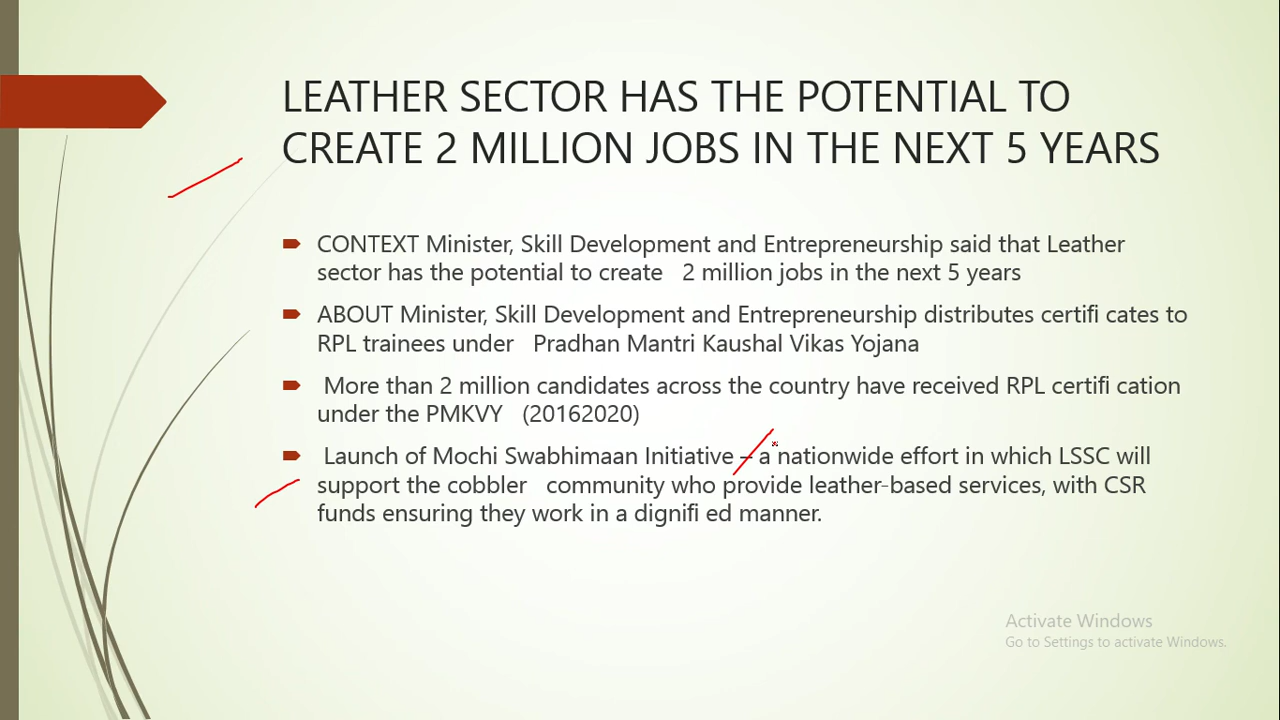 LEATHER SECTOR HAS THE POTENTIAL TO
CREATE 2 MILLION JOBS IN THE NEXT 5 YEARS
CONTEXT Minister, Skill Development and Entrepreneurship said that Leather
sector has the potential to create   2 million jobs in the next 5 years
ABOUT Minister, Skill Development and Entrepreneurship distributes certifi cates to
RPL trainees under   Pradhan Mantri Kaushal Vikas Yojana
More than 2 million candidates across the country have received RPL certifi cation
under the PMKVY   (20162020)
Launch of Mochi Swabhimaan Initiative – a nationwide effort in which LSSC will
support the cobbler   community who provide leather-based services, with CSR
funds ensuring they work in a dignifi ed manner.
Activate Windows
Go to Settings to activate Windows.